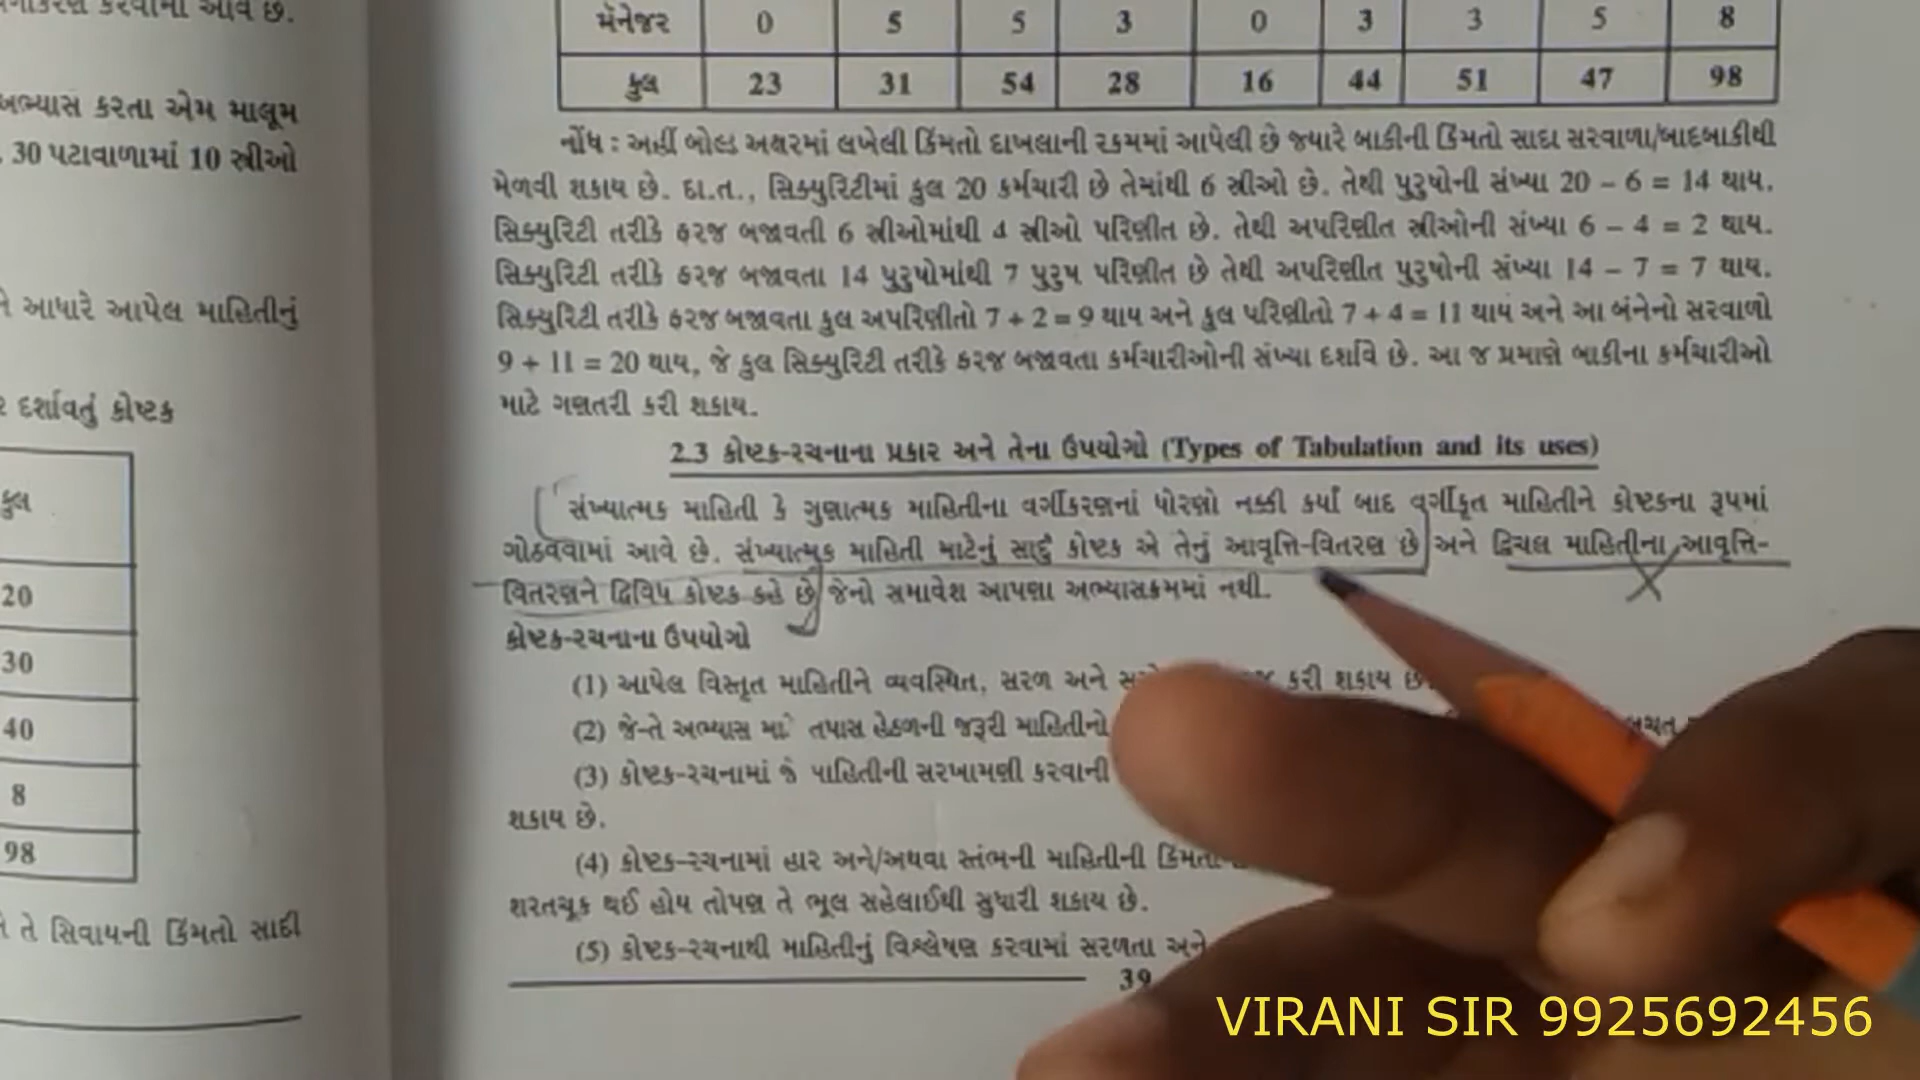 ર્ગીકરણ કરવામાં આવે છે.
અભ્યાસ કરતા એમ માલૂમ
30 પટાવાળામાં 10 સ્ત્રીઓ
આધારે આપેલ માહિતીનું
દર્શાવતું કોષ્ટક
કુલ
20
30
40
8
98
તે સિવાયની કિંમતો સાદી
મૅનેજર 0 5 5 3 0 3 3 5 8
કુલ 23 31 54 28 16 44 51 47 98
નોંધ : અહીં બોલ્ડ અક્ષરમાં લખેલી કિંમતો દાખલાની રકમમાં આપેલી છે જ્યારે બાકીની કિંમતો સાદા સરવાળા/બાદબાકીથી
મેળવી શકાય છે. દા.ત., સિક્યુરિટીમાં કુલ 20 કર્મચારી છે તેમાંથી 6 સ્ત્રીઓ છે. તેથી પુરુષોની સંખ્યા 20 – 6 = 14 થાય.
સિક્યુરિટી તરીકે ફરજ બજાવતી 6 સ્ત્રીઓમાંથી 4 સ્ત્રીઓ પરિણીત છે. તેથી અપરિણીત સ્ત્રીઓની સંખ્યા 6 – 4 = 2 થાય.
સિક્યુરિટી તરીકે ફરજ બજાવતા 14 પુરુષોમાંથી 7 પુરુષ પરિણીત છે તેથી અપરિણીત પુરુષોની સંખ્યા 14 – 7 = 7 થાય.
સિક્યુરિટી તરીકે ફરજ બજાવતા કુલ અપરિણીતો 7 + 2 = 9 થાય અને કુલ પરિણીતો 7 + 4 = 11 થાય અને આ બંનેનો સરવાળો
9 + 11 = 20 થાય, જે કુલ સિક્યુરિટી તરીકે ફરજ બજાવતા કર્મચારીઓની સંખ્યા દર્શાવે છે. આ જ પ્રમાણે બાકીના કર્મચારીઓ
માટે ગણતરી કરી શકાય.
2.3 કોષ્ટક-રચનાના પ્રકાર અને તેના ઉપયોગો (Types of Tabulation and its uses)
સંખ્યાત્મક માહિતી કે ગુણાત્મક માહિતીના વર્ગીકરણનાં ધોરણો નક્કી કર્યાં બાદ વર્ગીકૃત માહિતીને કોષ્ટકના રૂપમાં
ગોઠવવામાં આવે છે. સંખ્યાત્મક માહિતી માટેનું સાદું કોષ્ટક એ તેનું આવૃત્તિ-વિતરણ છે અને દ્વિચલ માહિતીના આવૃત્તિ-
વિતરણને દ્વિવિધ કોષ્ટક કહે છે જેનો સમાવેશ આપણા અભ્યાસક્રમમાં નથી.
કોષ્ટક-રચનાના ઉપયોગો
(1) આપેલ વિસ્તૃત માહિતીને વ્યવસ્થિત, સરળ અને કરી શકાય છે.
(2) જે-તે અભ્યાસ માટે તપાસ હેઠળની જરૂરી માહિતીનો બચત
(3) કોષ્ટક-રચનામાં જે માહિતીની સરખામણી કરવાની
શકાય છે.
(4) કોષ્ટક-રચનામાં હાર અને/અથવા સ્તંભની માહિતીની
શરતચૂક થઈ હોય તોપણ તે ભૂલ સહેલાઈથી સુધારી શકાય છે.
(5) કોષ્ટક-રચનાથી માહિતીનું વિશ્લેષણ કરવામાં સરળતા અને
39
VIRANI SIR 9925692456